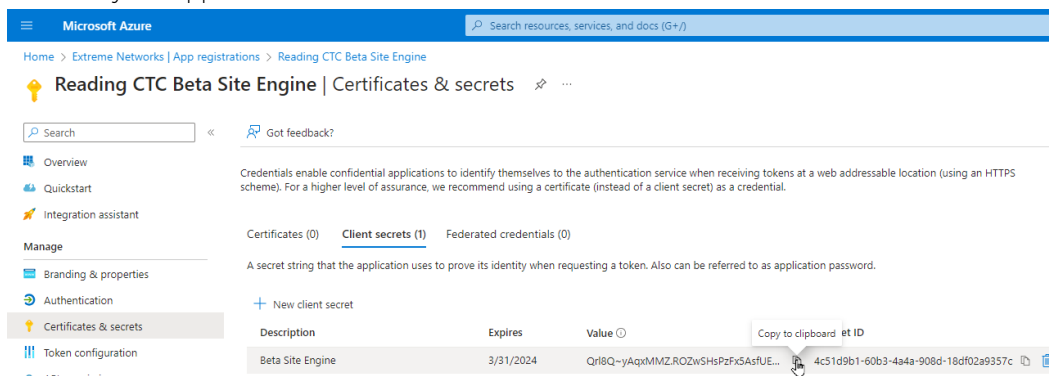 Microsoft Azure
Search resources, services, and docs (G+/)
Home > Extreme Networks | App registrations > Reading CTC Beta Site Engine
Reading CTC Beta Site Engine | Certificates & secrets
Search
Got feedback?
Overview
Quickstart
Integration assistant
Manage
Branding & properties
Authentication
Certificates & secrets
Token configuration
Credentials enable confidential applications to identify themselves to the authentication service when receiving tokens at a web addressable location (using an HTTPS
scheme). For a higher level of assurance, we recommend using a certificate (instead of a client secret) as a credential.
Certificates (0) Client secrets (1) Federated credentials (0)
A secret string that the application uses to prove its identity when requesting a token. Also can be referred to as application password.
New client secret
Description Expires Value Copy to clipboard et ID
Beta Site Engine 3/31/2024 Qrl8Q~yAqxMMZ.ROZwSHsPzFx5AsfUE... 4c51d9b1-60b3-4a4a-908d-18df02a9357c